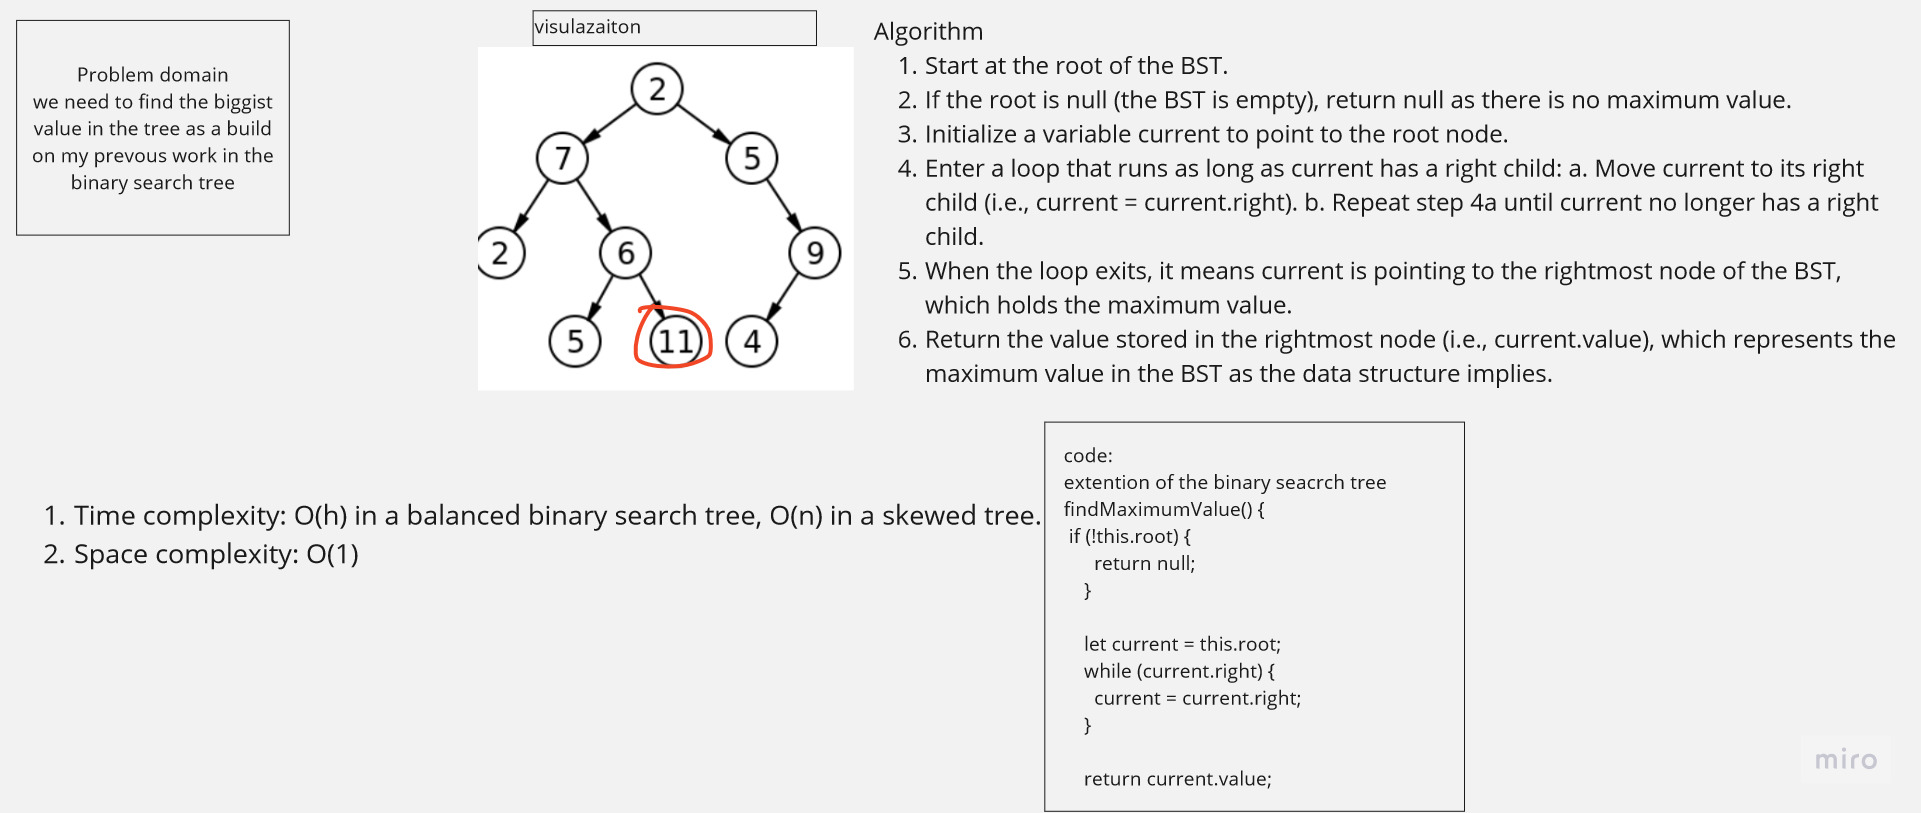 Problem domain
we need to find the biggist
value in the tree as a build
on my prevous work in the
binary search tree
visulazaiton
2
7
5
2
6
9
5
11
4
Algorithm
1. Start at the root of the BST.
2. If the root is null (the BST is empty), return null as there is no maximum value.
3. Initialize a variable current to point to the root node.
4. Enter a loop that runs as long as current has a right child: a. Move current to its right
child (i.e., current = current.right). b. Repeat step 4a until current no longer has a right
child.
5. When the loop exits, it means current is pointing to the rightmost node of the BST,
which holds the maximum value.
6. Return the value stored in the rightmost node (i.e., current.value), which represents the
maximum value in the BST as the data structure implies.
1. Time complexity: O(h) in a balanced binary search tree, O(n) in a skewed tree.
2. Space complexity: O(1)
code:
extention of the binary seacrch tree
findMaximumValue() {
if (!this.root) {
return null;
}
let current = this.root;
while (current.right) {
current = current.right;
}
return current.value;
miro